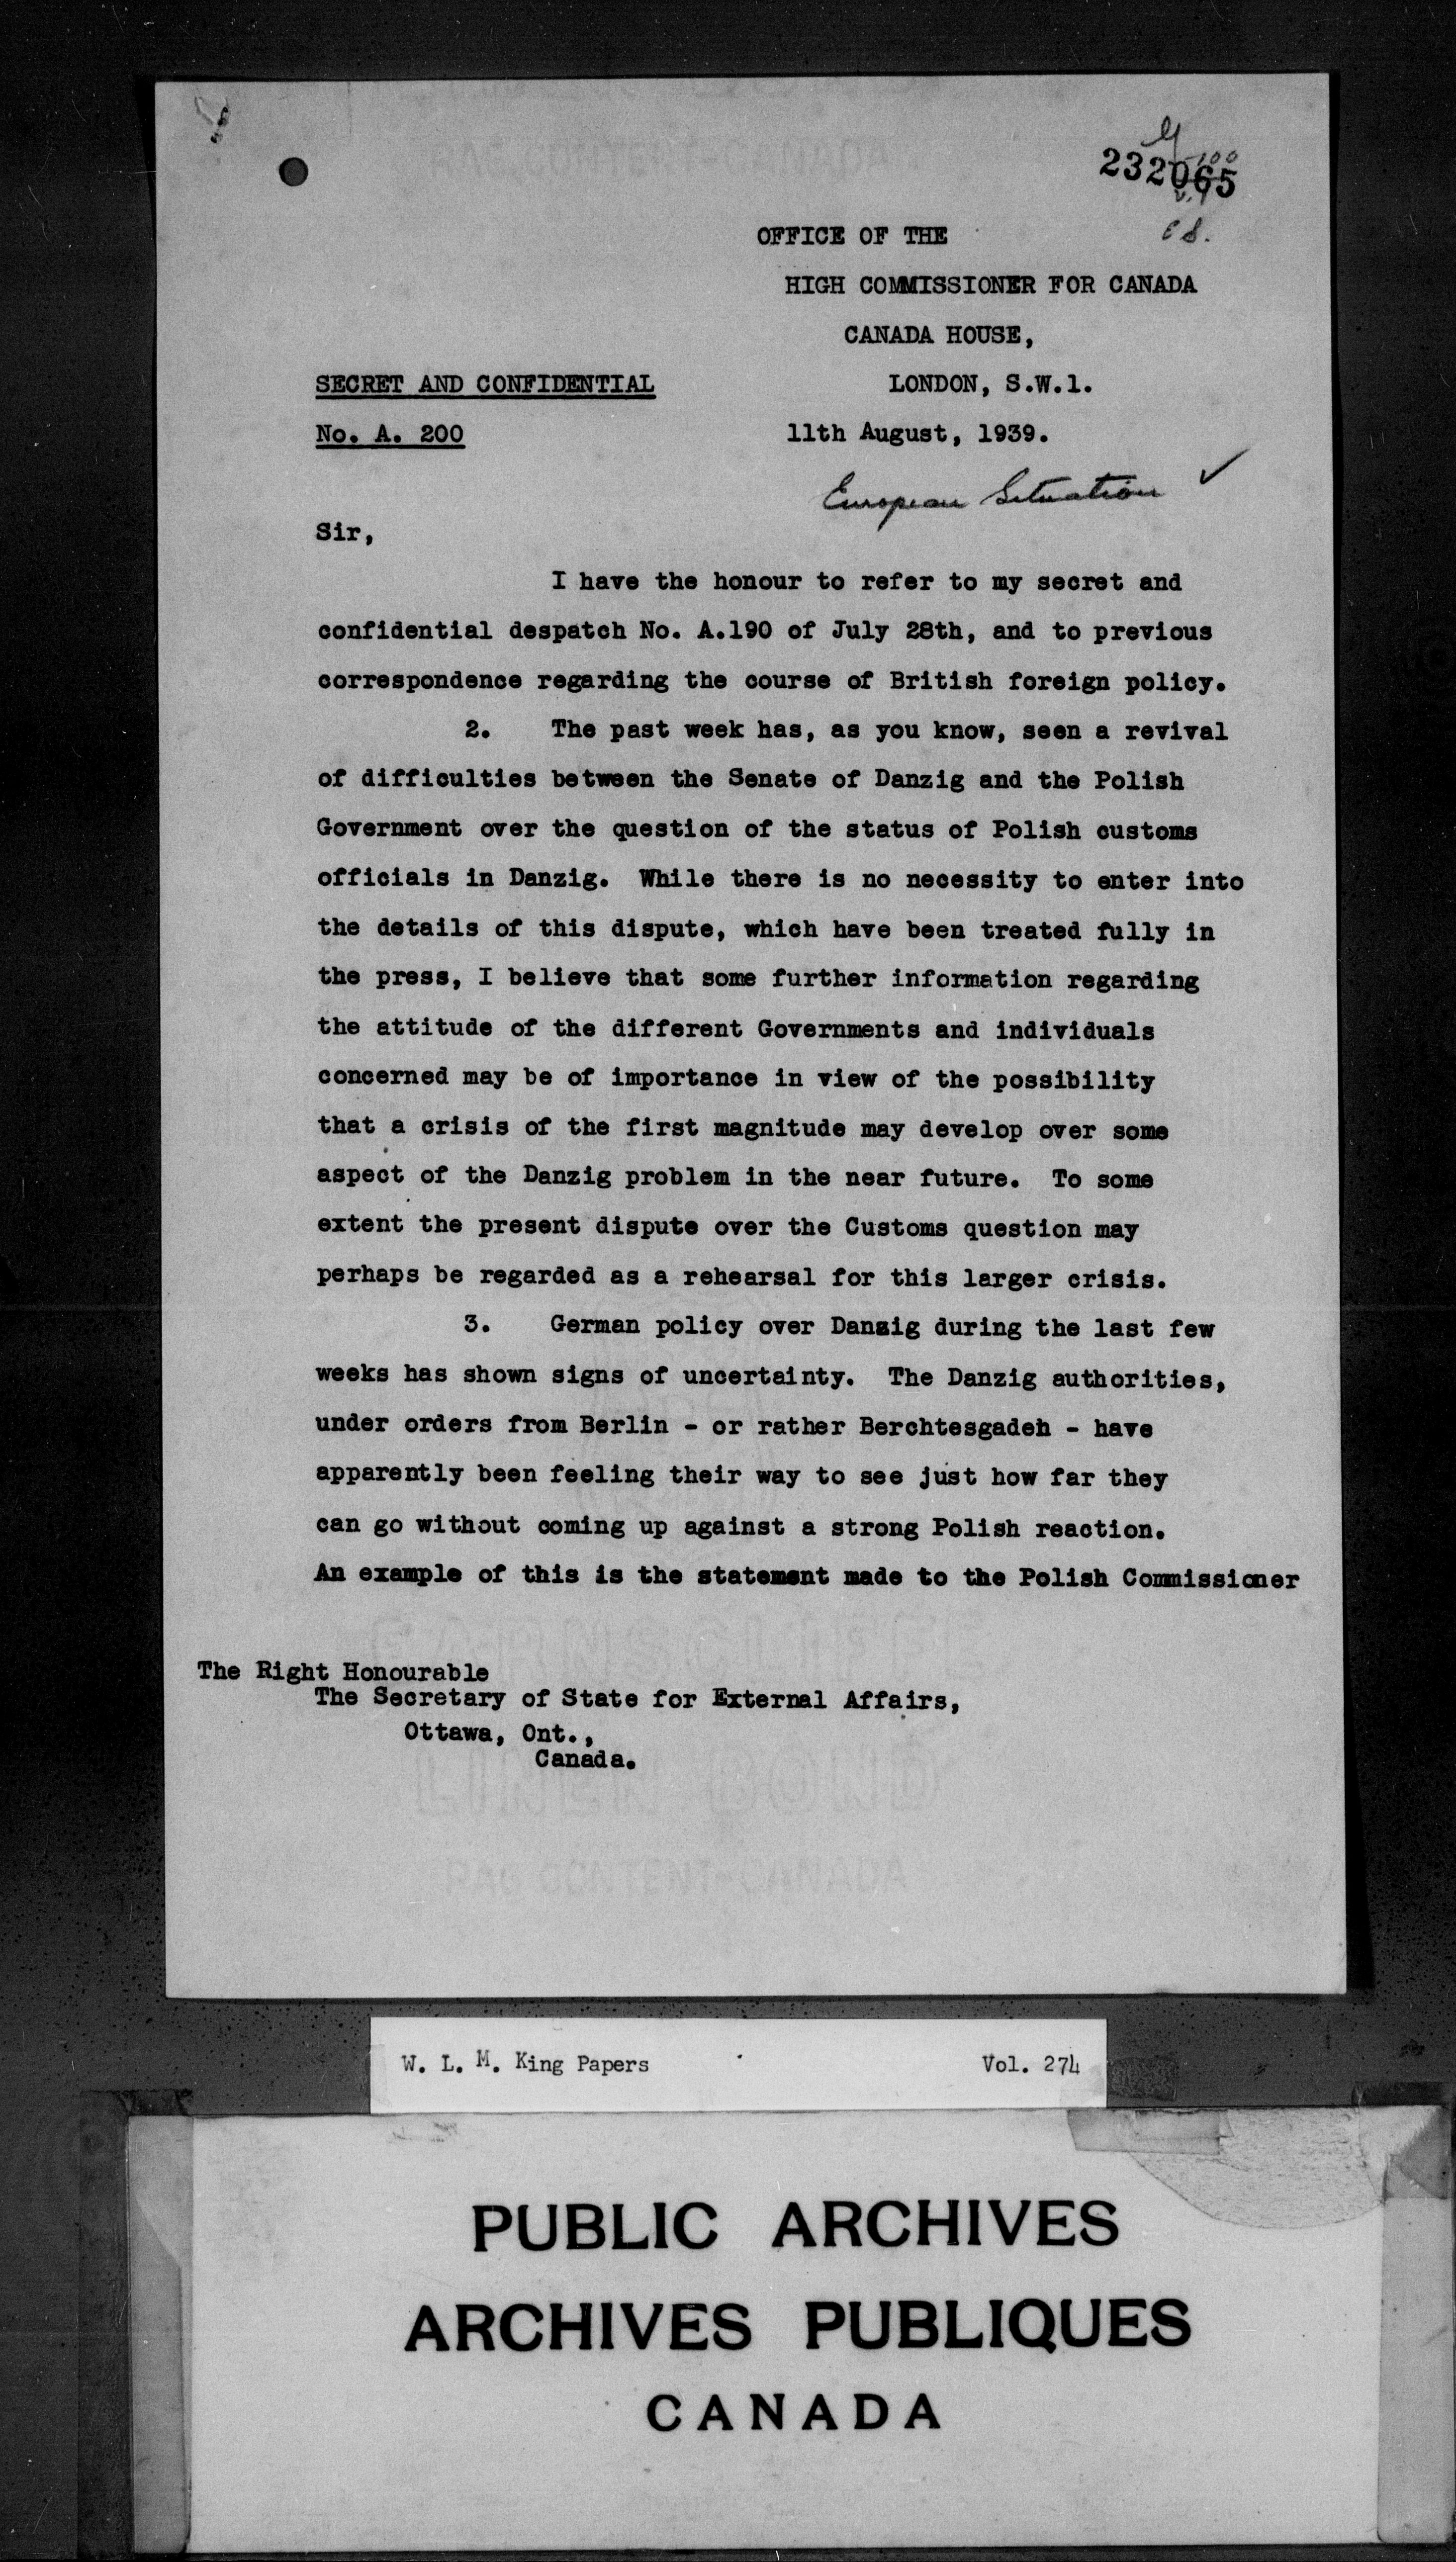 232065
OFFICE OF THE
HIGH COMMISSIONER FOR CANADA
CANADA HOUSE,
SECRET AND CONFIDENTIAL LONDON, S.W.1.
No. A. 200 11th August, 1939.
European Situation ✓
Sir,
I have the honour to refer to my secret and
confidential despatch No. A.190 of July 28th, and to previous
correspondence regarding the course of British foreign policy.
2. The past week has, as you know, seen a revival
of difficulties between the Senate of Danzig and the Polish
Government over the question of the status of Polish customs
officials in Danzig. While there is no necessity to enter into
the details of this dispute, which have been treated fully in
the press, I believe that some further information regarding
the attitude of the different Governments and individuals
concerned may be of importance in view of the possibility
that a crisis of the first magnitude may develop over some
aspect of the Danzig problem in the near future. To some
extent the present dispute over the Customs question may
perhaps be regarded as a rehearsal for this larger crisis.
3. German policy over Danzig during the last few
weeks has shown signs of uncertainty. The Danzig authorities,
under orders from Berlin - or rather Berchtesgaden - have
apparently been feeling their way to see just how far they
can go without coming up against a strong Polish reaction.
An example of this is the statement made to the Polish Commissioner
The Right Honourable
The Secretary of State for External Affairs,
Ottawa, Ont.,
Canada.
LINEN BOND
RAG CONTENT-CANADA
W. L. M. King Papers Vol. 274
PUBLIC ARCHIVES
ARCHIVES PUBLIQUES
CANADA